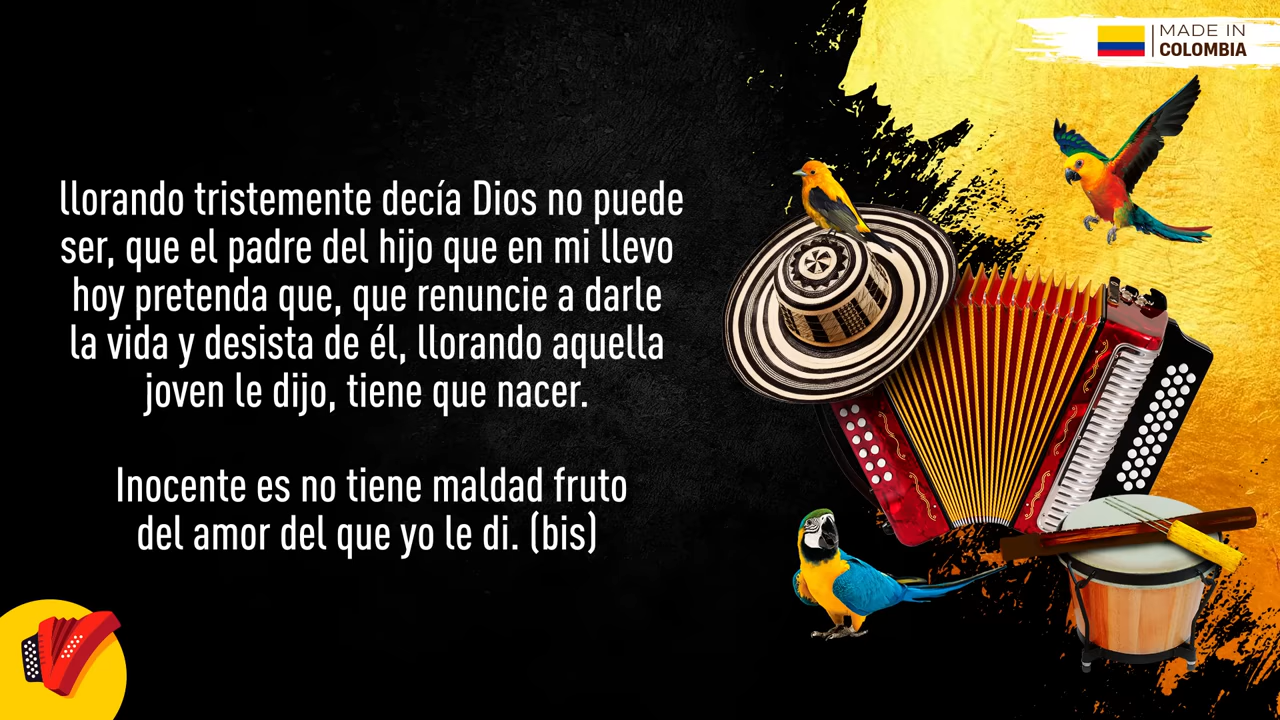 MADE IN
COLOMBIA
llorando tristemente decía Dios no puede
ser, que el padre del hijo que en mi llevo
hoy pretenda que, que renuncie a darle
la vida y desista de él, llorando aquella
joven le dijo, tiene que nacer.
Inocente es no tiene maldad fruto
del amor del que yo le di. (bis)